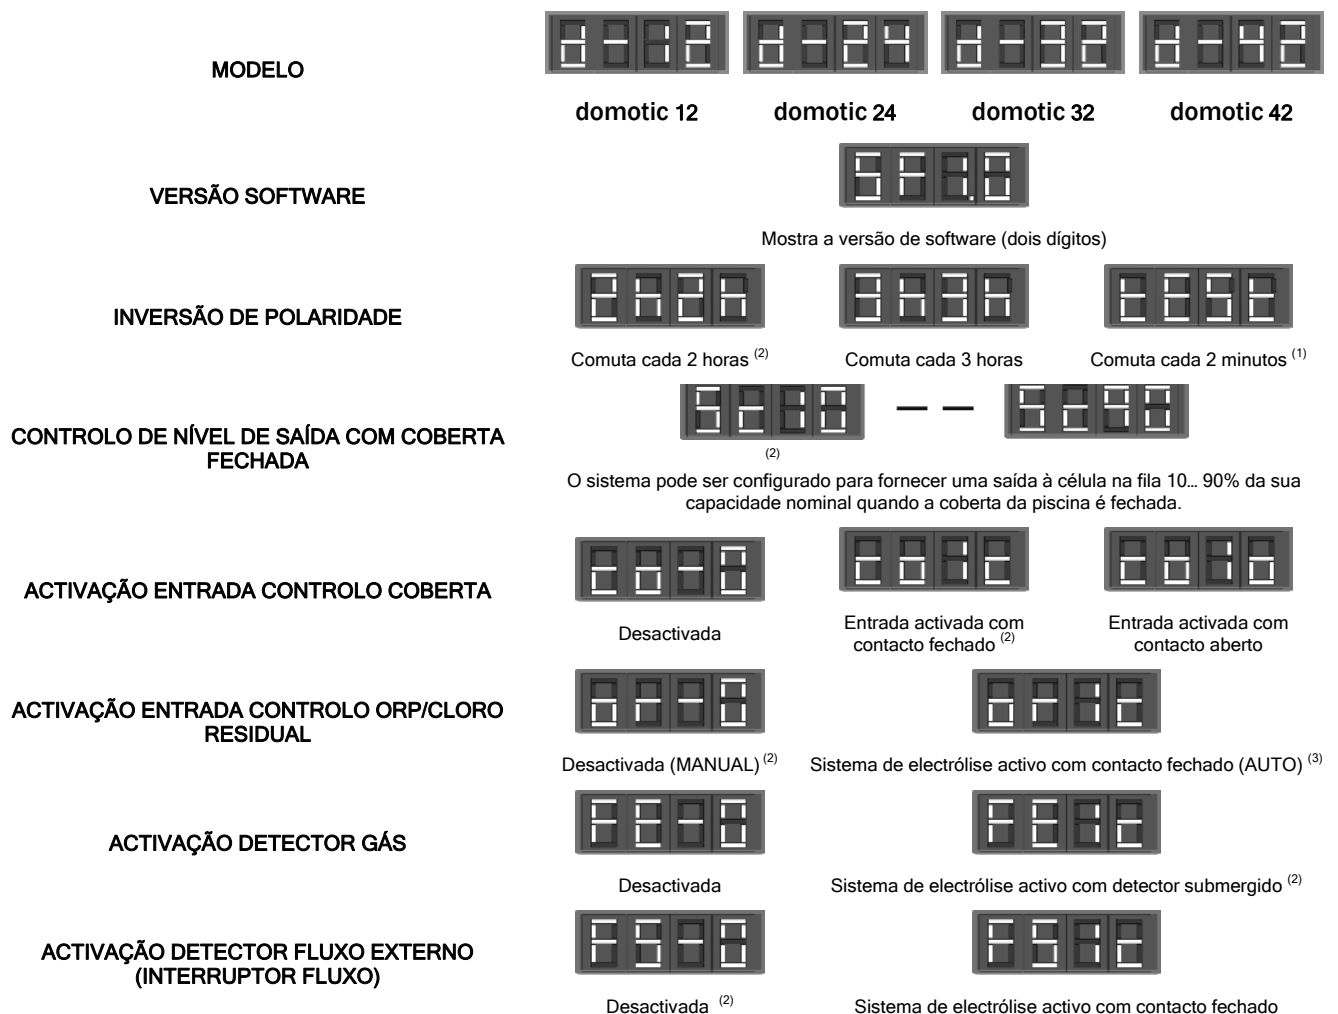 MODELO
domotic 12
domotic 24
domotic 32
domotic 42
VERSÃO SOFTWARE
Mostra a versão de software (dois dígitos)
INVERSÃO DE POLARIDADE
Comuta cada 2 horas (2)
Comuta cada 3 horas
Comuta cada 2 minutos (1)
CONTROLO DE NÍVEL DE SAÍDA COM COBERTA
FECHADA
— —
(2)
O sistema pode ser configurado para fornecer uma saída à célula na fila 10... 90% da sua
capacidade nominal quando a coberta da piscina é fechada.
ACTIVAÇÃO ENTRADA CONTROLO COBERTA
Desactivada
Entrada activada com
contacto fechado (2)
Entrada activada com
contacto aberto
ACTIVAÇÃO ENTRADA CONTROLO ORP/CLORO
RESIDUAL
Desactivada (MANUAL) (2)
Sistema de electrólise activo com contacto fechado (AUTO) (3)
ACTIVAÇÃO DETECTOR GÁS
Desactivada
Sistema de electrólise activo com detector submergido (2)
ACTIVAÇÃO DETECTOR FLUXO EXTERNO
(INTERRUPTOR FLUXO)
Desactivada (2)
Sistema de electrólise activo com contacto fechado